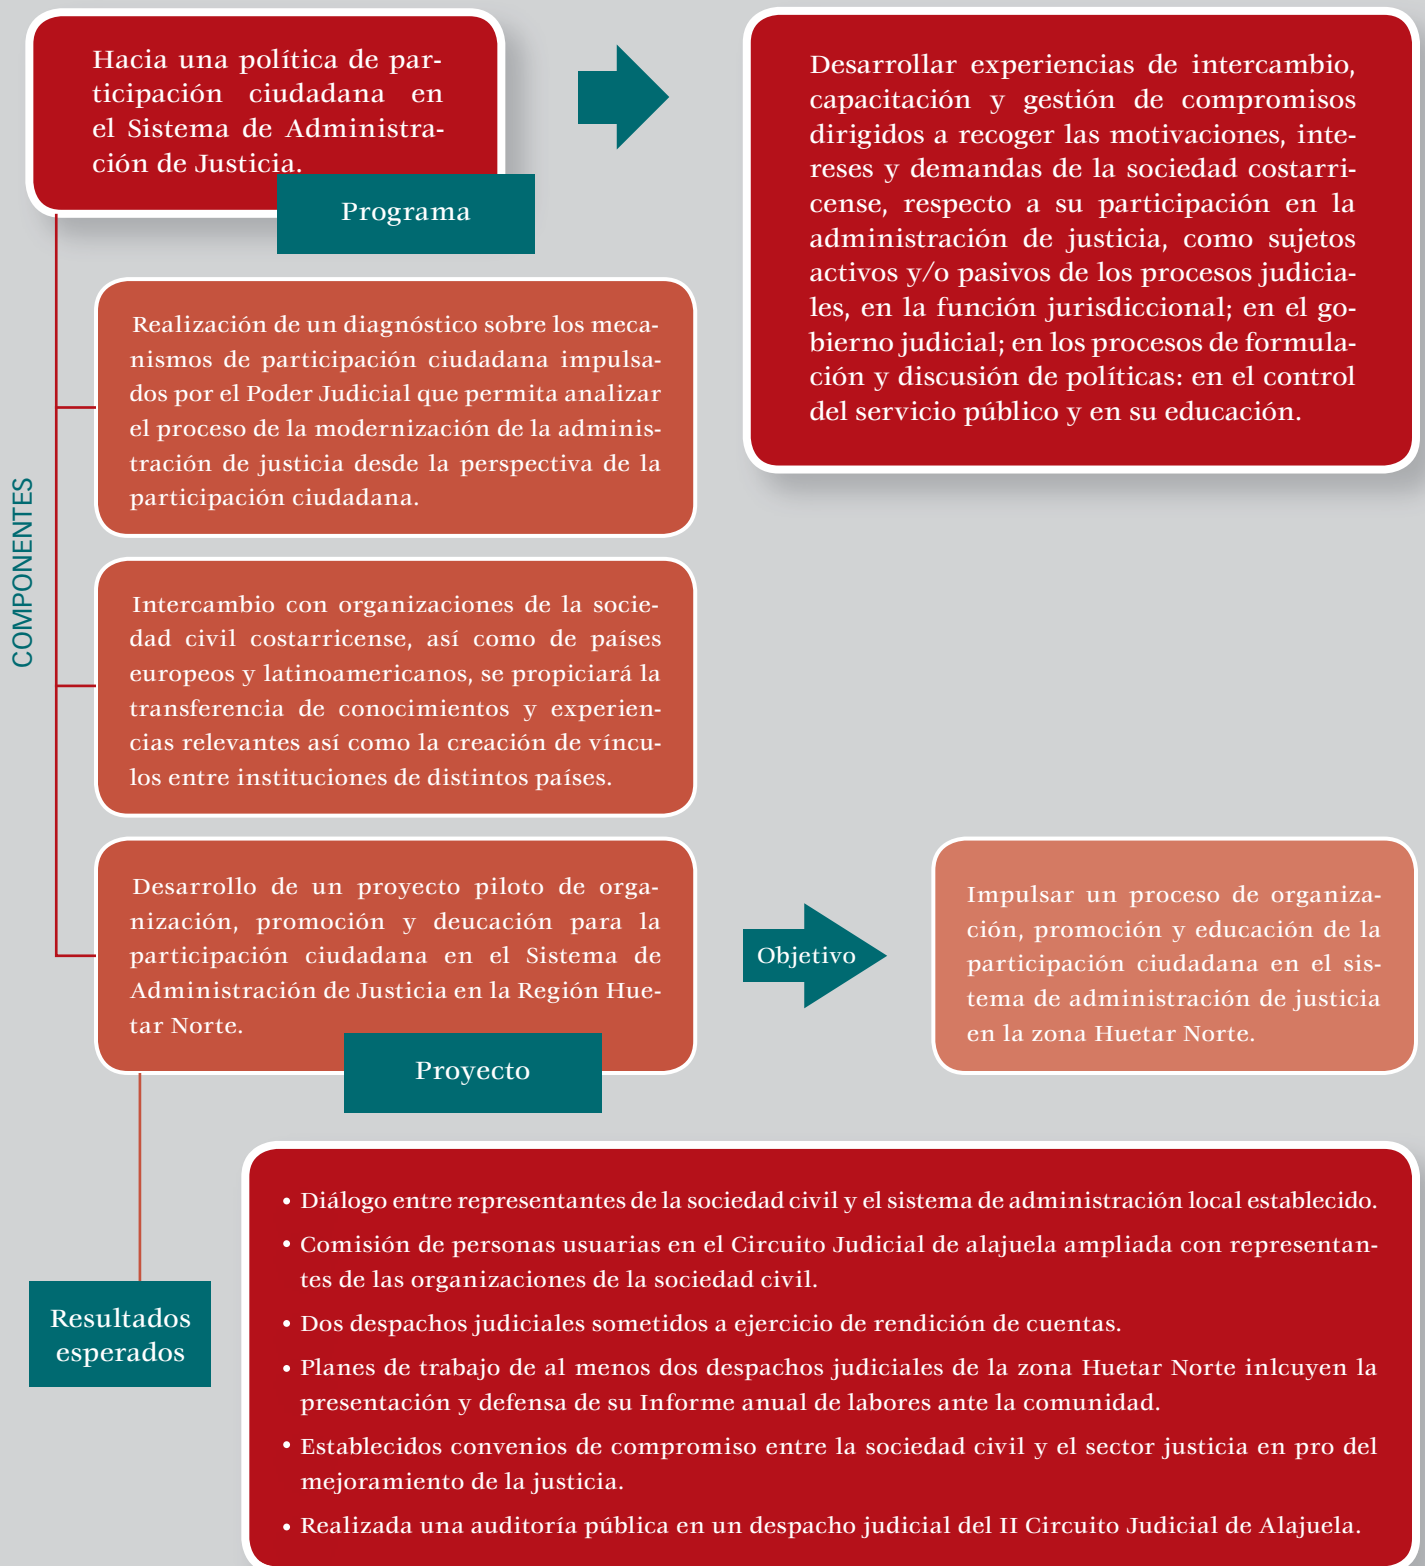 Hacia una política de par-
ticipación ciudadana en
el Sistema de Administra-
ción de Justicia.
Programa
Desarrollar experiencias de intercambio,
capacitación y gestión de compromisos
dirigidos a recoger las motivaciones, inte-
reses y demandas de la sociedad costarri-
cense, respecto a su participación en la
administración de justicia, como sujetos
activos y/o pasivos de los procesos judicia-
les, en la función jurisdiccional; en el go-
bierno judicial; en los procesos de formula-
ción y discusión de políticas: en el control
del servicio público y en su educación.
COMPONENTES
Realización de un diagnóstico sobre los meca-
nismos de participación ciudadana impulsa-
dos por el Poder Judicial que permita analizar
el proceso de la modernización de la adminis-
tración de justicia desde la perspectiva de la
participación ciudadana.
Intercambio con organizaciones de la socie-
dad civil costarricense, así como de países
europeos y latinoamericanos, se propiciará la
transferencia de conocimientos y experien-
cias relevantes así como la creación de víncu-
los entre instituciones de distintos países.
Desarrollo de un proyecto piloto de orga-
nización, promoción y deucación para la
participación ciudadana en el Sistema de
Administración de Justicia en la Región Hue-
tar Norte.
Proyecto
Objetivo
Impulsar un proceso de organiza-
ción, promoción y educación de la
participación ciudadana en el sis-
tema de administración de justicia
en la zona Huetar Norte.
Resultados
esperados
• Diálogo entre representantes de la sociedad civil y el sistema de administración local establecido.
• Comisión de personas usuarias en el Circuito Judicial de alajuela ampliada con representan-
tes de las organizaciones de la sociedad civil.
• Dos despachos judiciales sometidos a ejercicio de rendición de cuentas.
• Planes de trabajo de al menos dos despachos judiciales de la zona Huetar Norte inlcuyen la
presentación y defensa de su Informe anual de labores ante la comunidad.
• Establecidos convenios de compromiso entre la sociedad civil y el sector justicia en pro del
mejoramiento de la justicia.
• Realizada una auditoría pública en un despacho judicial del II Circuito Judicial de Alajuela.